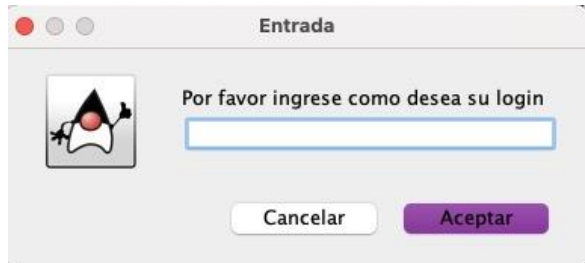 Entrada
Por favor ingrese como desea su login
Cancelar
Aceptar